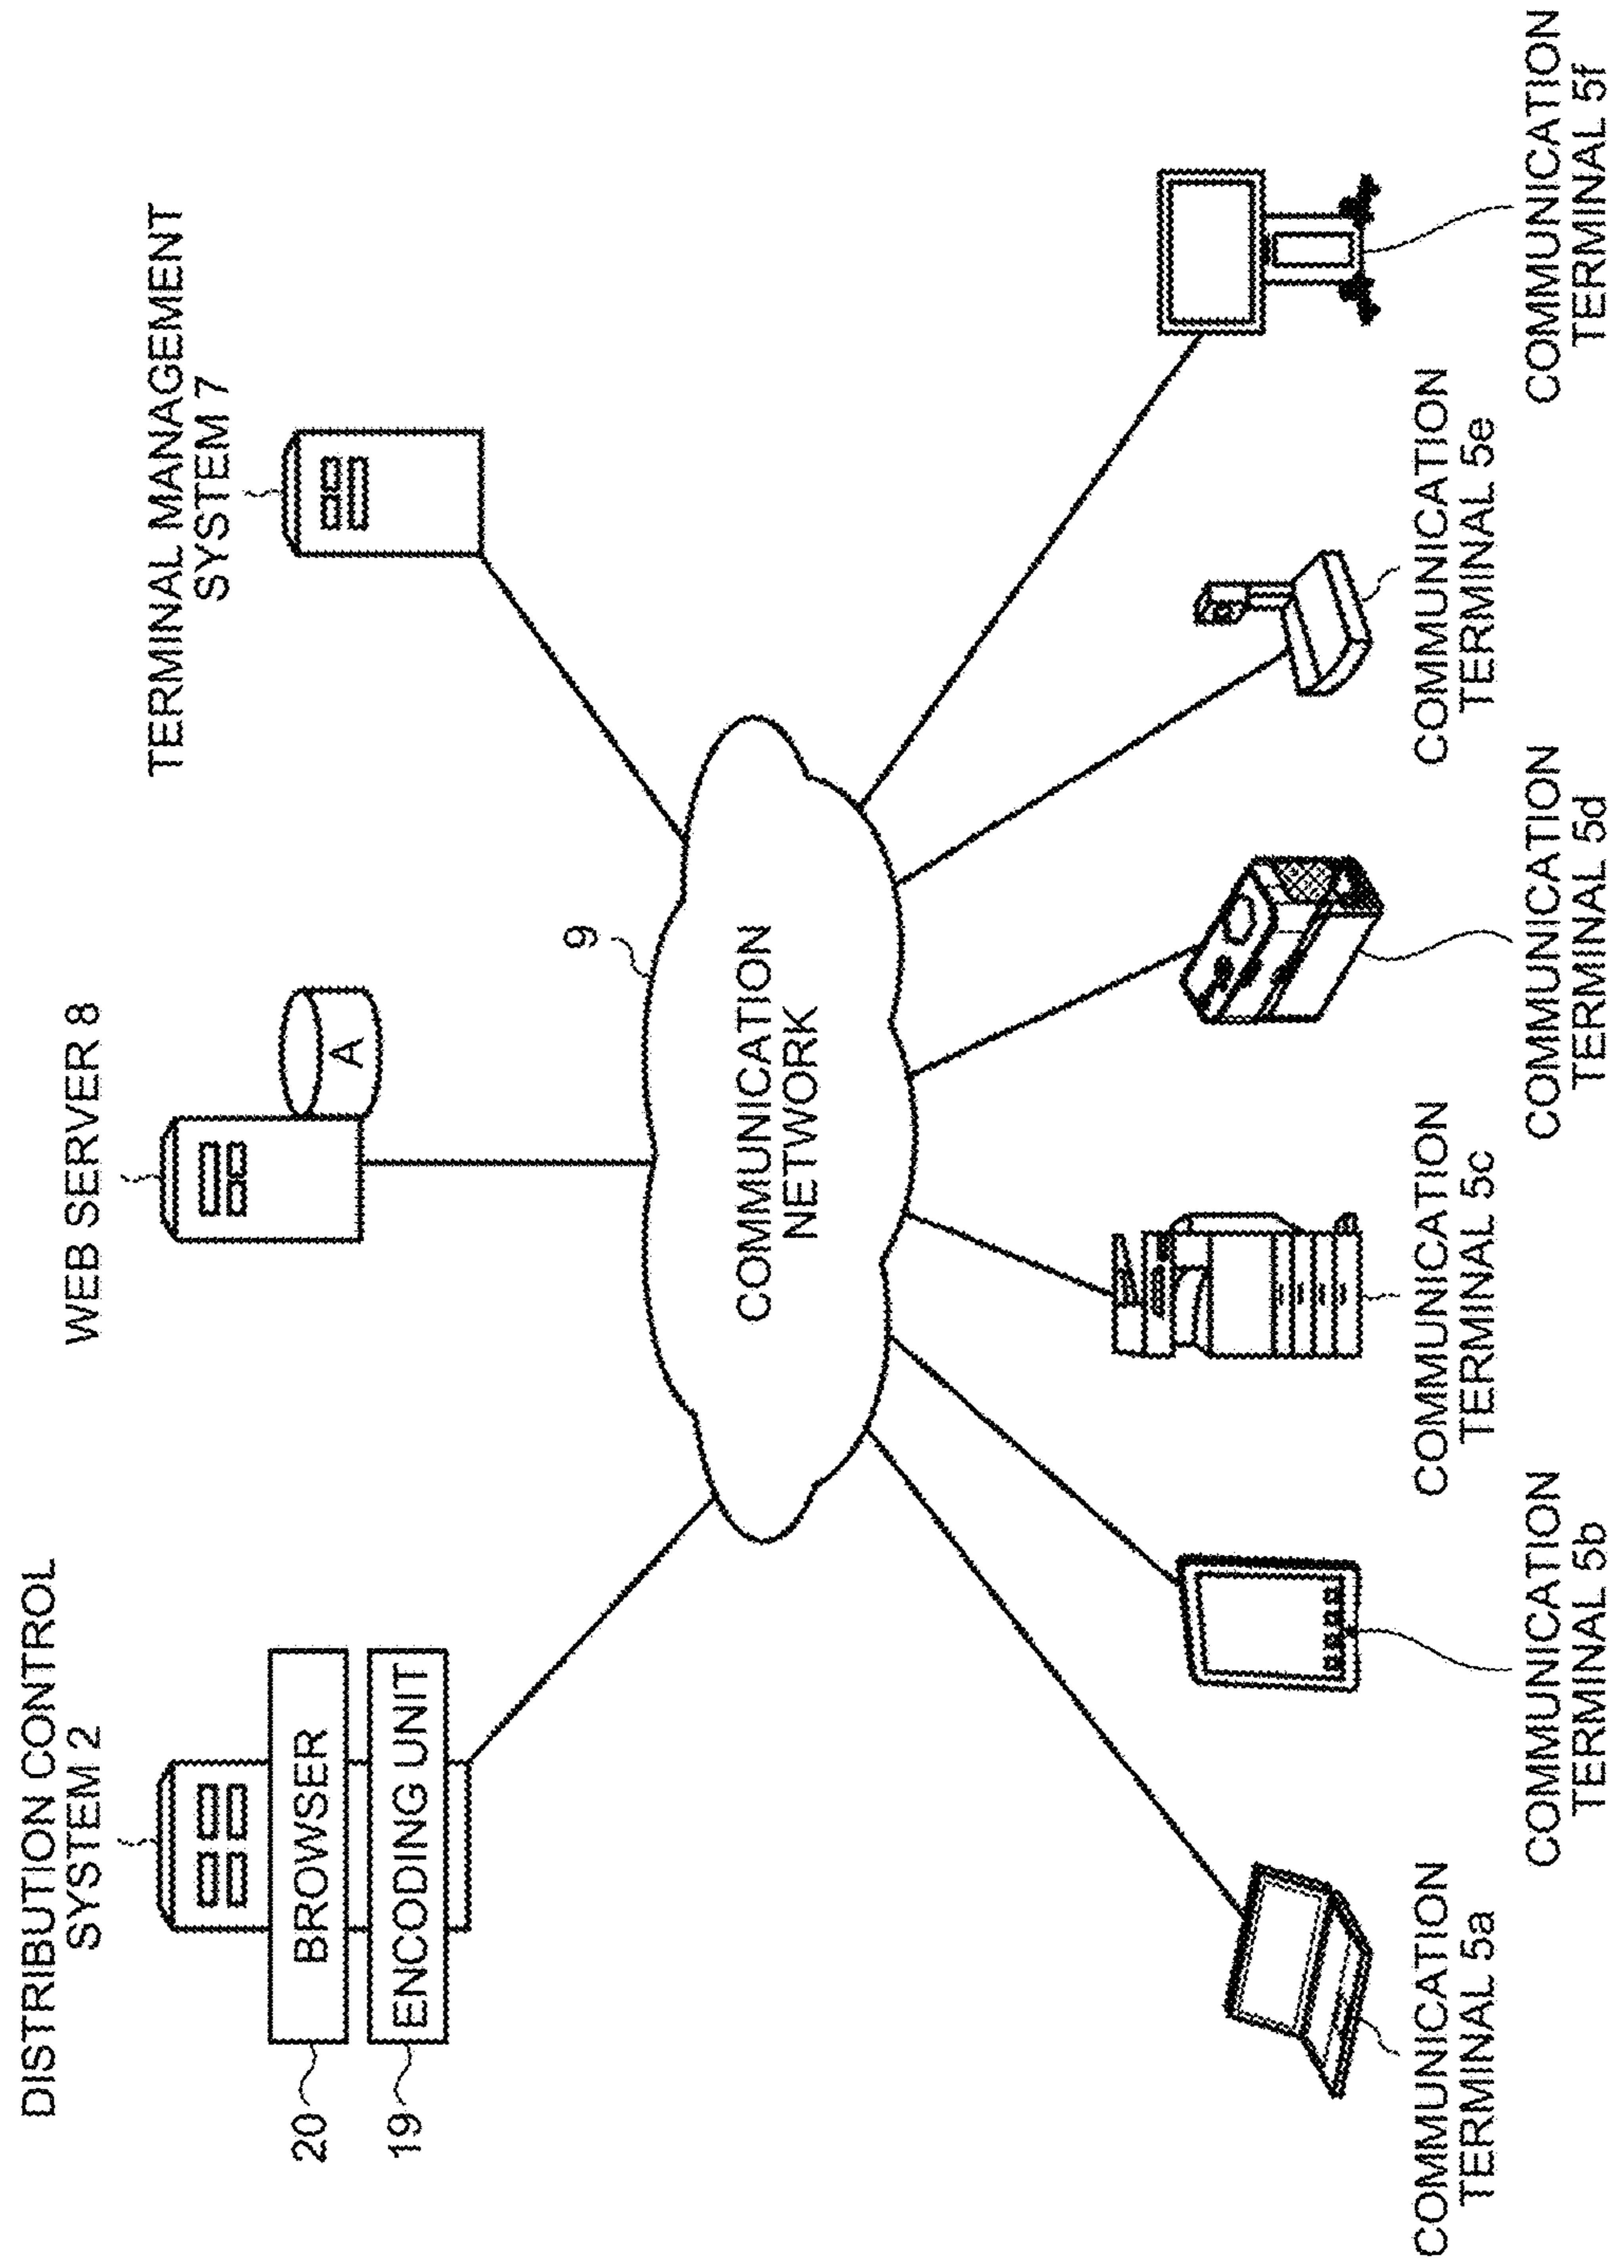 DISTRIBUTION CONTROL
SYSTEM 2
20
BROWSER
19
ENCODING UNIT
WEB SERVER 8
A
TERMINAL MANAGEMENT
SYSTEM 7
9
COMMUNICATION
NETWORK
COMMUNICATION
TERMINAL 5a
COMMUNICATION
TERMINAL 5b
COMMUNICATION
TERMINAL 5c
COMMUNICATION
TERMINAL 5d
COMMUNICATION
TERMINAL 5e
COMMUNICATION
TERMINAL 5f